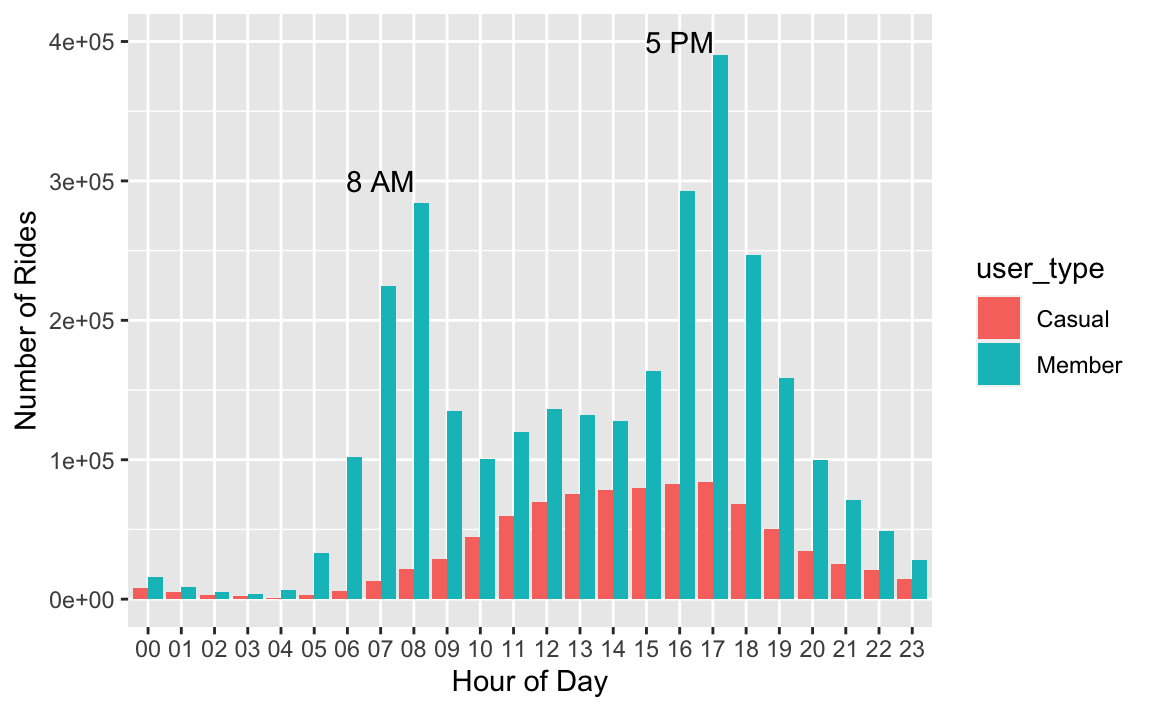 4e+05
3e+05
2e+05
1e+05
0e+00
Number of Rides
5 PM
8 AM
00 01 02 03 04 05 06 07 08 09 10 11 12 13 14 15 16 17 18 19 20 21 22 23
Hour of Day
user_type
Casual
Member